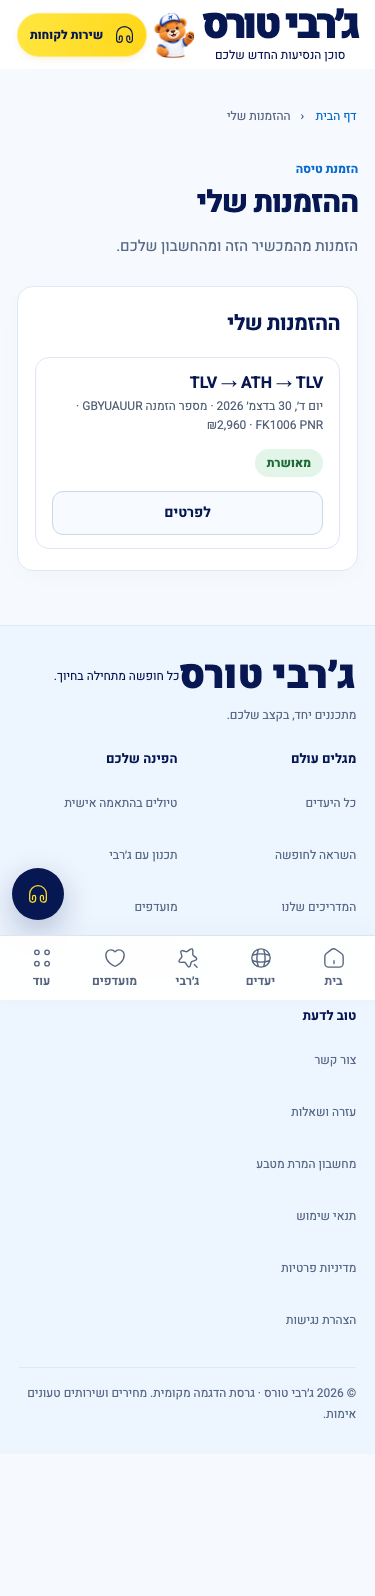 ג׳רבי טורס
סוכן הנסיעות החדש שלכם
שירות לקוחות
דף הבית › ההזמנות שלי
הזמנת טיסה
ההזמנות שלי
הזמנות מהמכשיר הזה ומהחשבון שלכם.
ההזמנות שלי
TLV → ATH → TLV
יום ד׳, 30 בדצמ׳ 2026 · מספר הזמנה GBYUAUUR ·
₪2,960 · FK1006 PNR
מאושרת
לפרטים
ג׳רבי טורס
כל חופשה מתחילה בחיוך.
מתכננים יחד, בקצב שלכם.
מגלים עולם
כל היעדים
השראה לחופשה
המדריכים שלנו
הפינה שלכם
טיולים בהתאמה אישית
תכנון עם ג׳רבי
מועדפים
בית
יעדים
ג׳רבי
מועדפים
עוד
טוב לדעת
צור קשר
עזרה ושאלות
מחשבון המרת מטבע
תנאי שימוש
מדיניות פרטיות
הצהרת נגישות
© 2026 ג׳רבי טורס · גרסת הדגמה מקומית. מחירים ושירותים טעונים
אימות.